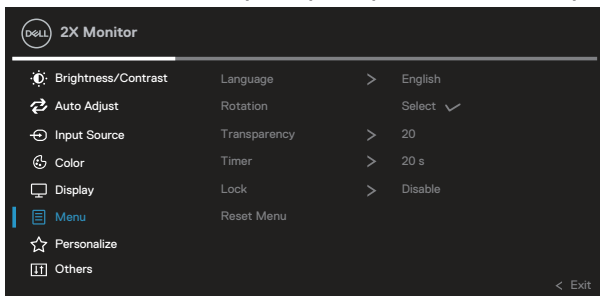 DELL 2X Monitor
Brightness/Contrast Language > English
Auto Adjust Rotation Select ✓
Input Source Transparency > 20
Color Timer > 20 s
Display Lock > Disable
Menu Reset Menu
Personalize
Others
< Exit